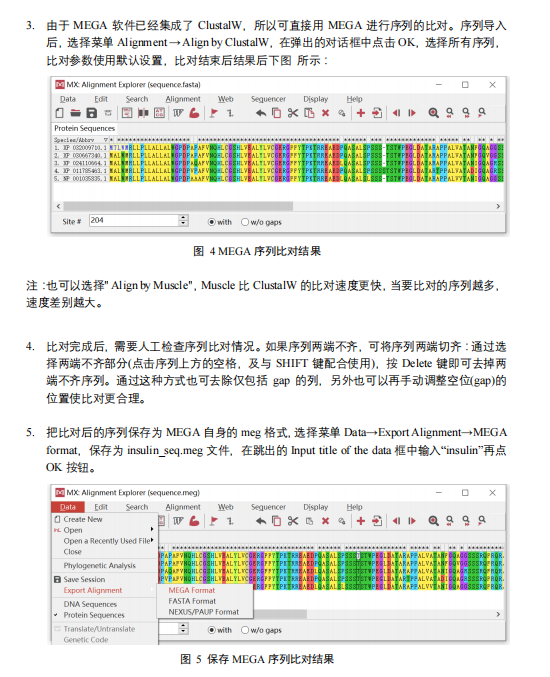 3. 由于 MEGA 软件已经集成了 ClustalW，所以可直接用 MEGA 进行序列的比对。序列导入
后，选择菜单 Alignment→Align by ClustalW，在弹出的对话框中点击 OK，选择所有序列，
比对参数使用默认设置，比对结束后结果后下图 所示：
MX: Alignment Explorer (sequence.fasta)
Data Edit Search Alignment Web Sequencer Display Help
Protein Sequences
Species/Abbrv
1. XP 032009710.1
2. XP 030667340.1
3. XP 024110664.1
4. XP 011785463.1
5. NP 001035835.1
Site # 204 with w/o gaps
图 4 MEGA 序列比对结果
注：也可以选择" Align by Muscle"，Muscle 比 ClustalW 的比对速度更快，当要比对的序列越多，
速度差别越大。
4. 比对完成后，需要人工检查序列比对情况。如果序列两端不齐，可将序列两端切齐：通过选
择两端不齐部分(点击序列上方的空格，及与 SHIFT 键配合使用)，按 Delete 键即可去掉两
端不齐序列。通过这种方式也可去除仅包括 gap 的列，另外也可以再手动调整空位(gap)的
位置使比对更合理。
5. 把比对后的序列保存为 MEGA 自身的 meg 格式, 选择菜单 Data→Export Alignment→MEGA
format，保存为 insulin_seq.meg 文件，在跳出的 Input title of the data 框中输入“insulin”再点
OK 按钮。
MX: Alignment Explorer (sequence.meg)
Data Edit Search Alignment Web Sequencer Display Help
Create New
Open
Open a Recently Used File
Close
Phylogenetic Analysis
Save Session
Export Alignment
MEGA Format
FASTA Format
NEXUS/PAUP Format
DNA Sequences
Protein Sequences
Translate/Untranslate
Genetic Code
with w/o gaps
图 5 保存 MEGA 序列比对结果